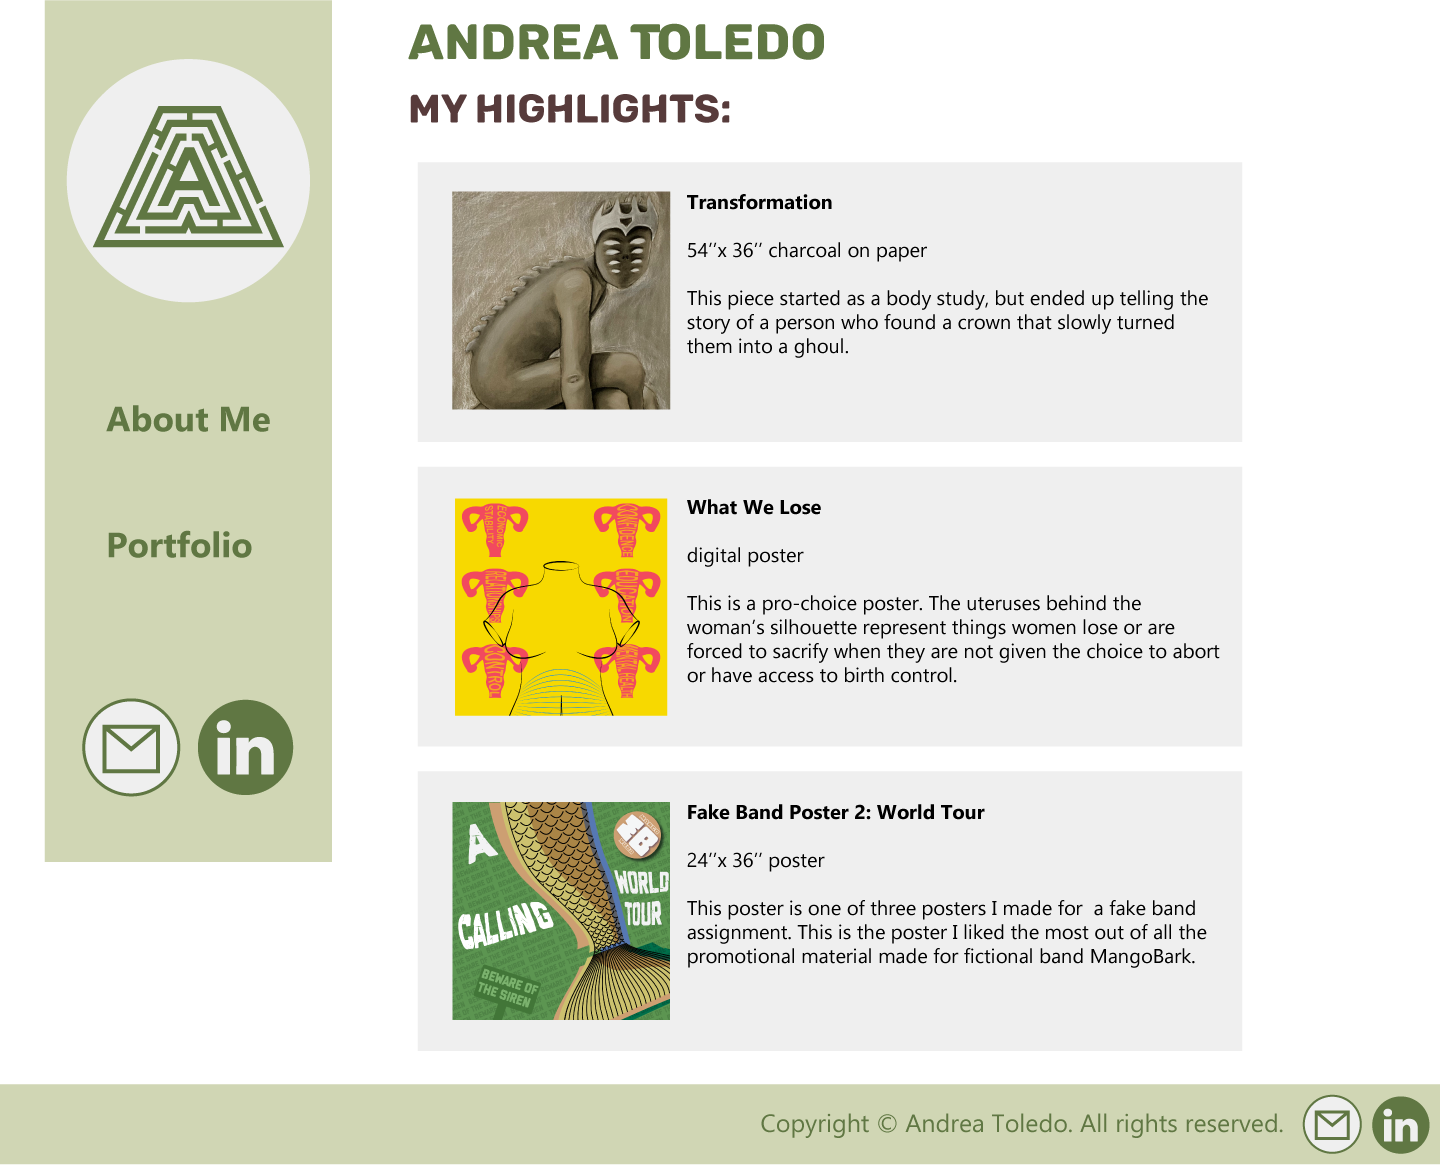 A
About Me
Portfolio
in
ANDREA TOLEDO
MY HIGHLIGHTS:
Transformation
54’’x 36’’ charcoal on paper
This piece started as a body study, but ended up telling the
story of a person who found a crown that slowly turned
them into a ghoul.
ECONOMIC
STABILITY
CONFIDENCE
EDUCATION
CONTROL
What We Lose
digital poster
This is a pro-choice poster. The uteruses behind the
woman’s silhouette represent things women lose or are
forced to sacrify when they are not given the choice to abort
or have access to birth control.
A
MB
WORLD
TOUR
CALLING
BEWARE OF
THE SIREN
Fake Band Poster 2: World Tour
24’’x 36’’ poster
This poster is one of three posters I made for  a fake band
assignment. This is the poster I liked the most out of all the
promotional material made for fictional band MangoBark.
Copyright © Andrea Toledo. All rights reserved.
in